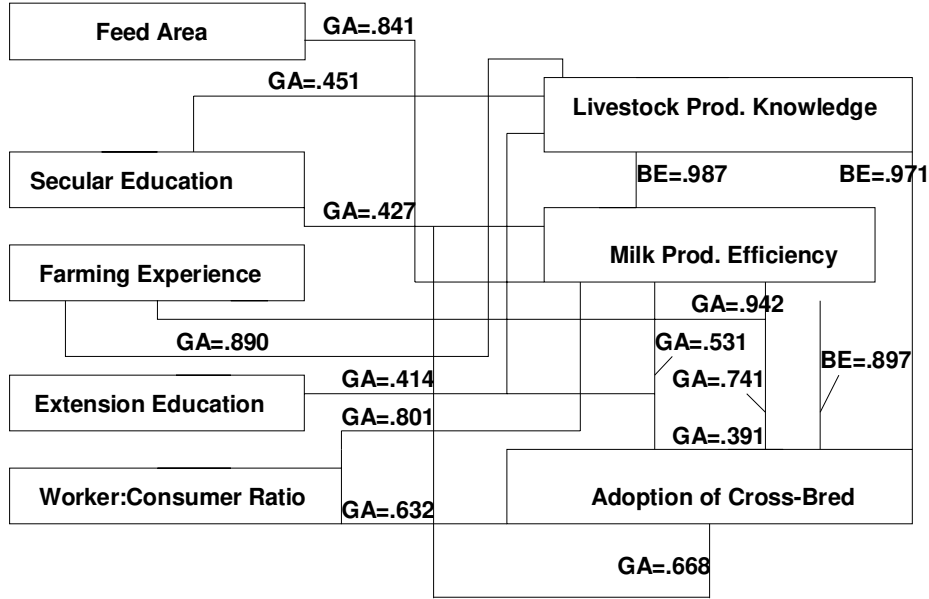 Feed Area
GA=.841
GA=.451
Livestock Prod. Knowledge
Secular Education
BE=.987
BE=.971
GA=.427
Milk Prod. Efficiency
Farming Experience
GA=.942
GA=.890
GA=.531
BE=.897
GA=.414
GA=.741
Extension Education
GA=.801
GA=.391
Worker:Consumer Ratio
GA=.632
Adoption of Cross-Bred
GA=.668